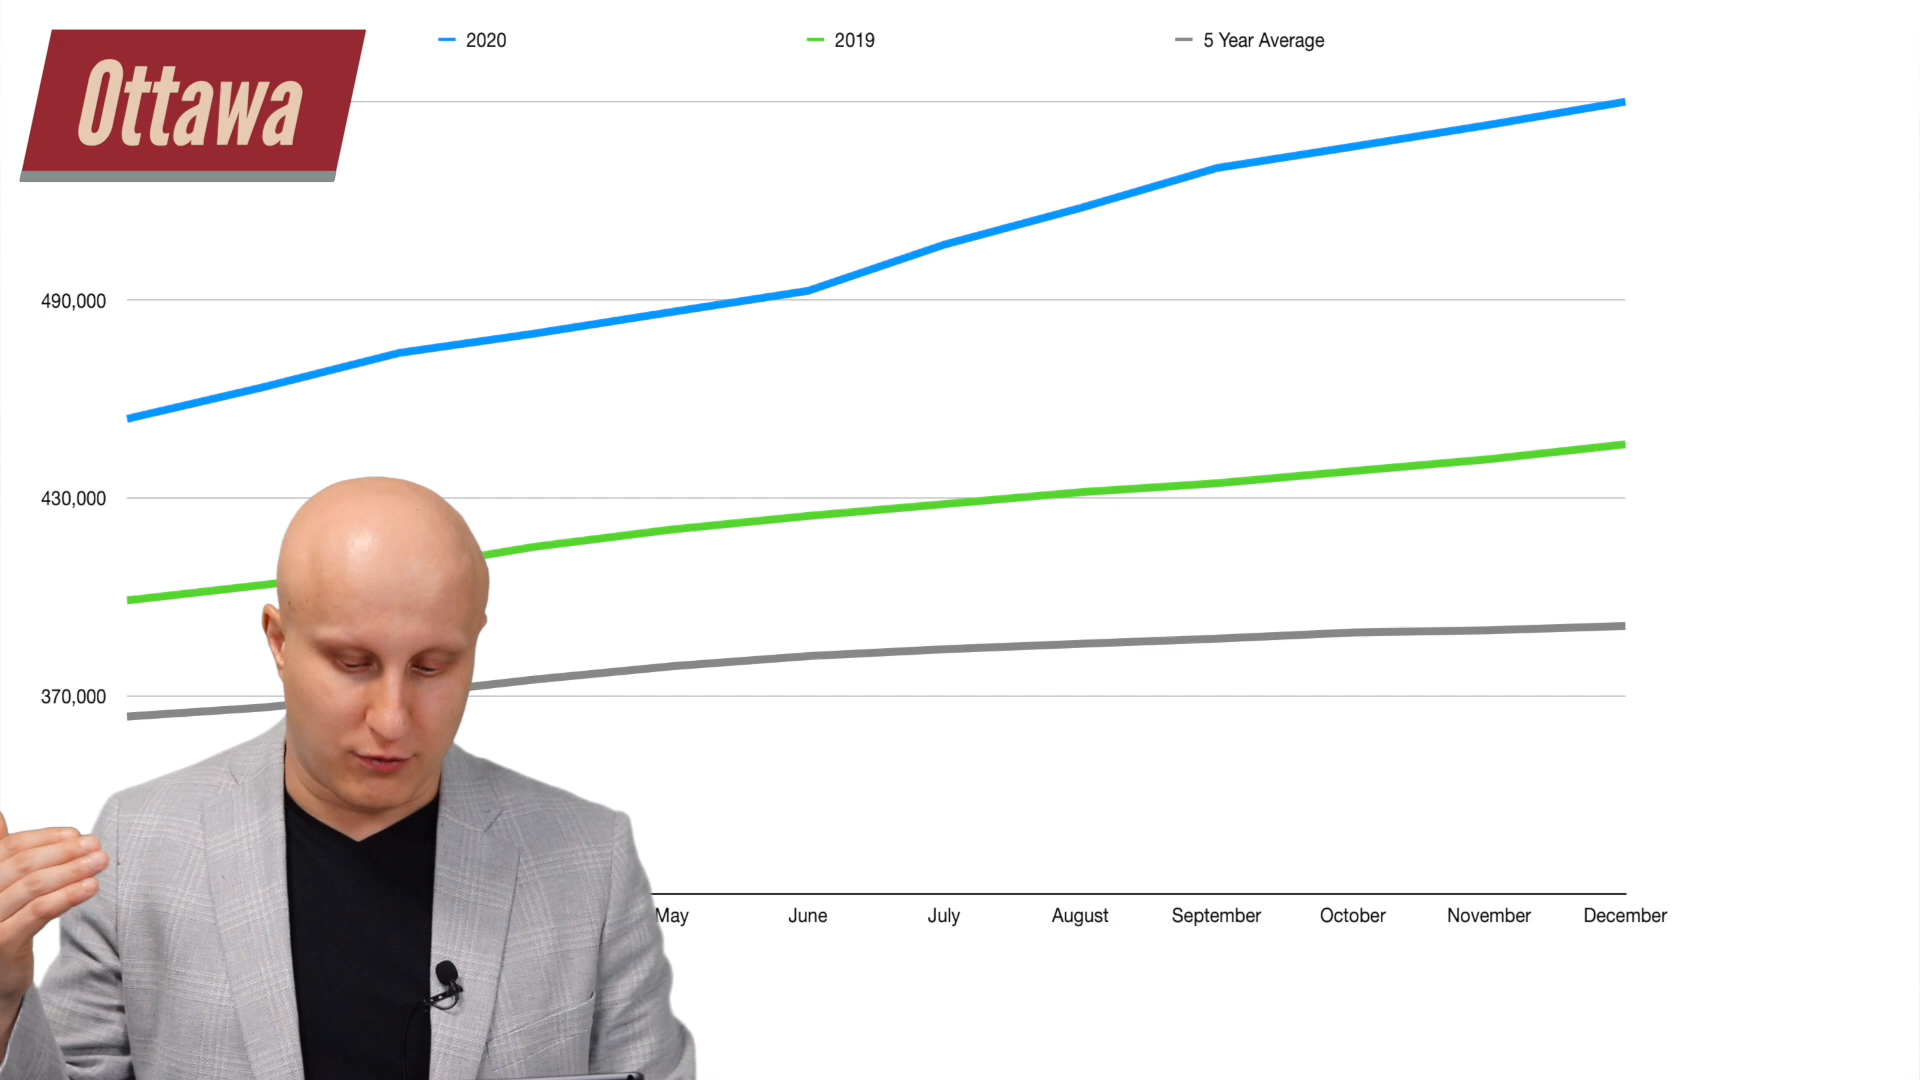 Ottawa
2020
2019
5 Year Average
490,000
430,000
370,000
May
June
July
August
September
October
November
December